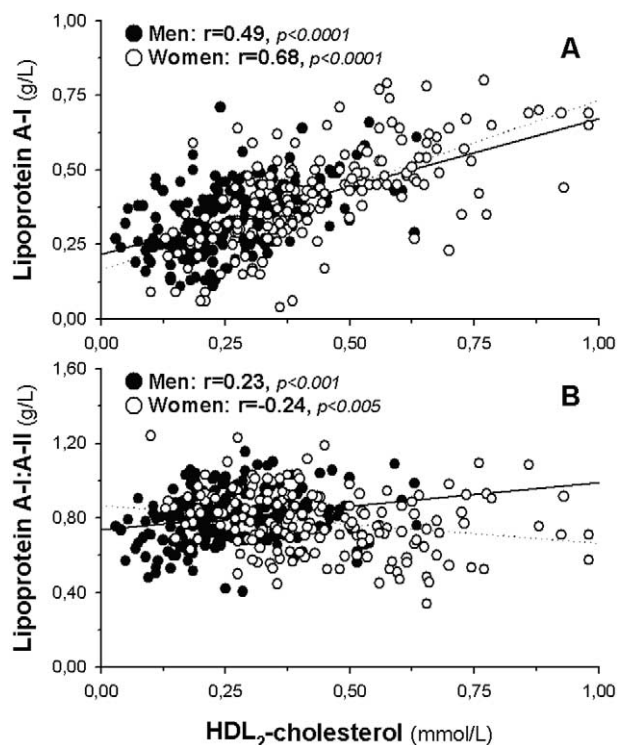 Men: r=0.49, p<0.0001
Women: r=0.68, p<0.0001
A
Lipoprotein A-I (g/L)
1,00
0,75
0,50
0,25
0,00
0,00 0,25 0,50 0,75 1,00
Men: r=0.23, p<0.001
Women: r=-0.24, p<0.005
B
Lipoprotein A-I:A-II (g/L)
1,60
1,20
0,80
0,40
0,00
0,00 0,25 0,50 0,75 1,00
HDL₂-cholesterol (mmol/L)